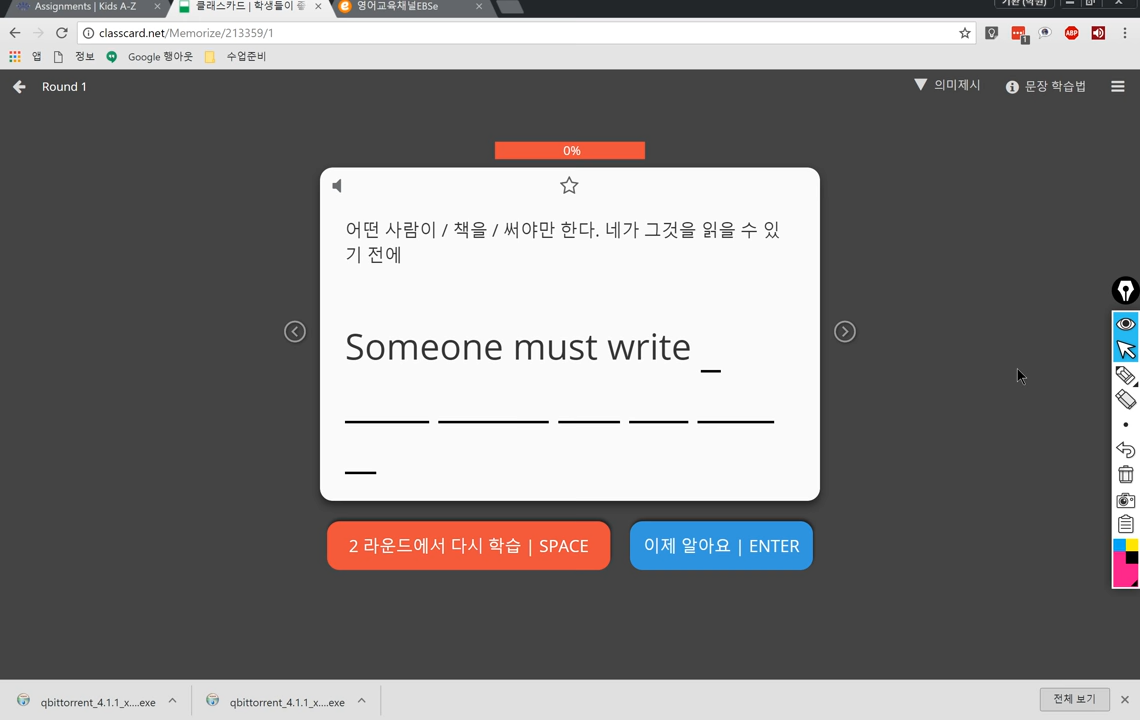 Assignments | Kids A-Z
클래스카드 | 학생들이 좋
영어교육채널EBSe
classcard.net/Memorize/213359/1
ABP
1
앱
정보
Google 행아웃
수업준비
Round 1
의미제시
문장 학습법
0%
어떤 사람이 / 책을 / 써야만 한다. 네가 그것을 읽을 수 있
기 전에
Someone must write _
2 라운드에서 다시 학습 | SPACE
이제 알아요 | ENTER
qbittorrent_4.1.1_x....exe
qbittorrent_4.1.1_x....exe
전체 보기